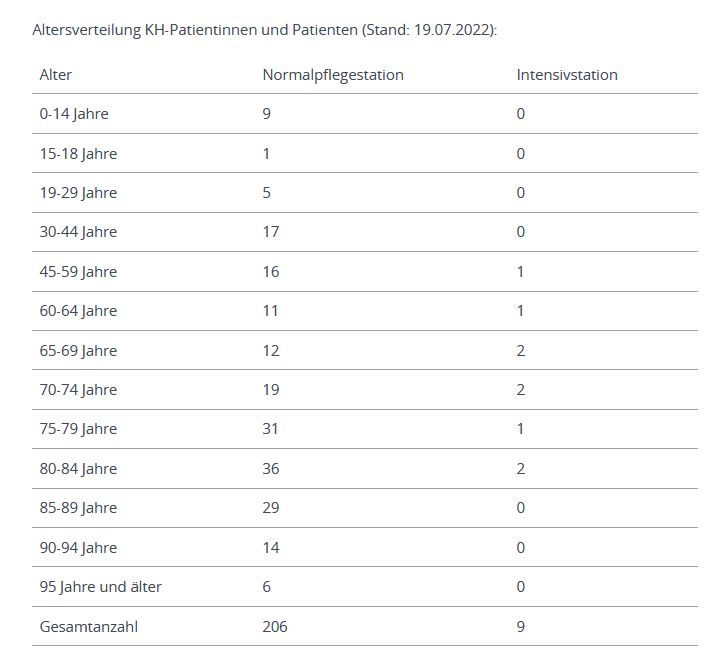 Altersverteilung KH-Patientinnen und Patienten (Stand: 19.07.2022):
Alter Normalpflegestation Intensivstation
0-14 Jahre 9 0
15-18 Jahre 1 0
19-29 Jahre 5 0
30-44 Jahre 17 0
45-59 Jahre 16 1
60-64 Jahre 11 1
65-69 Jahre 12 2
70-74 Jahre 19 2
75-79 Jahre 31 1
80-84 Jahre 36 2
85-89 Jahre 29 0
90-94 Jahre 14 0
95 Jahre und älter 6 0
Gesamtanzahl 206 9